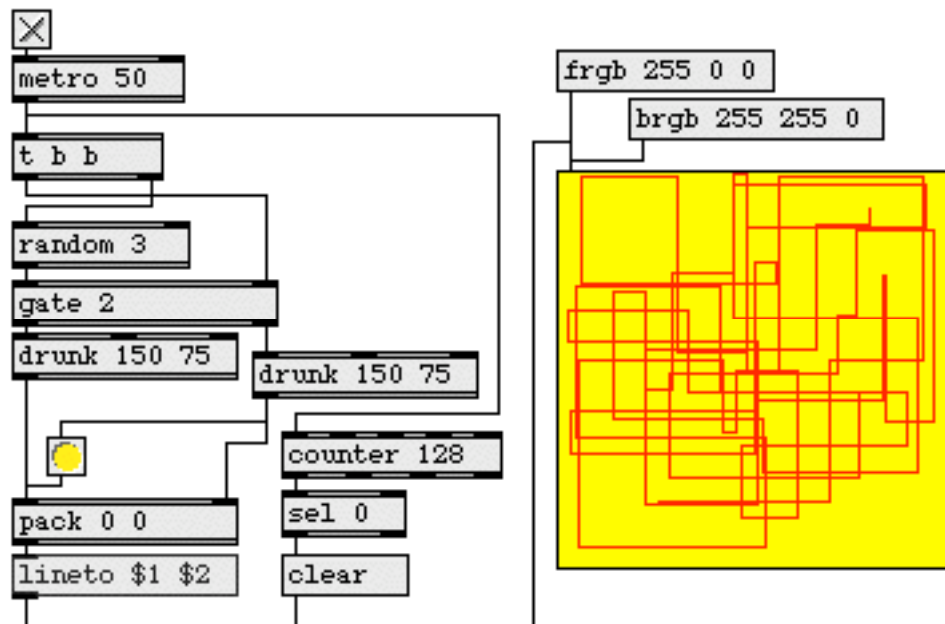 metro 50
t b b
random 3
gate 2
drunk 150 75
drunk 150 75
counter 128
sel 0
pack 0 0
lineto $1 $2
clear
frgb 255 0 0
brgb 255 255 0